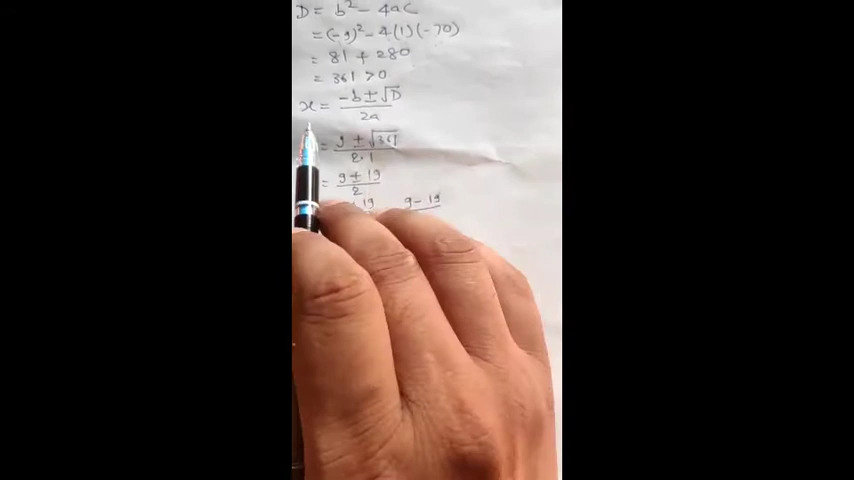 D = b² - 4ac
= (-9)² - 4(1)(-70)
= 81 + 280
= 361 > 0
x = -b ± √D / 2a
= 9 ± √361 / 2·1
= 9 ± 19 / 2
19 9 - 19